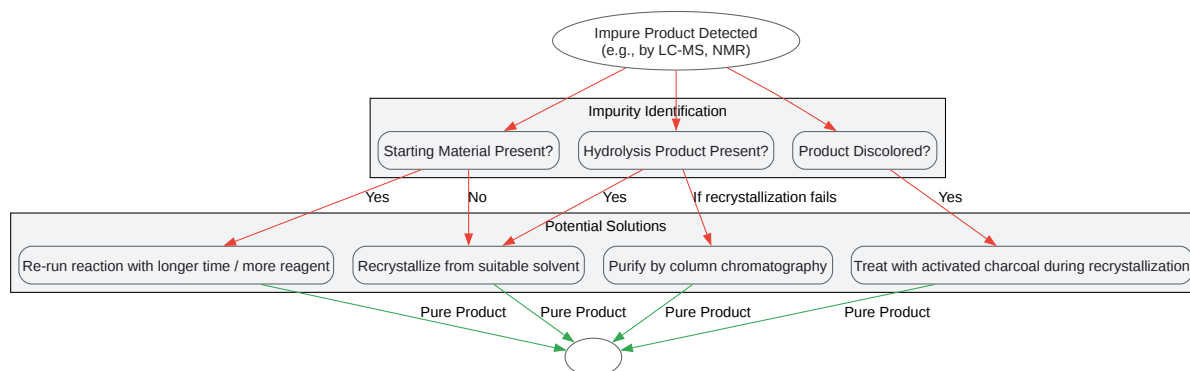 Impure Product Detected
(e.g., by LC-MS, NMR)
Impurity Identification
Starting Material Present?
Hydrolysis Product Present?
Product Discolored?
Yes
No
Yes
If recrystallization fails
Yes
Potential Solutions
Re-run reaction with longer time / more reagent
Recrystallize from suitable solvent
Purify by column chromatography
Treat with activated charcoal during recrystallization
Pure Product
Pure Product
Pure Product
Pure Product